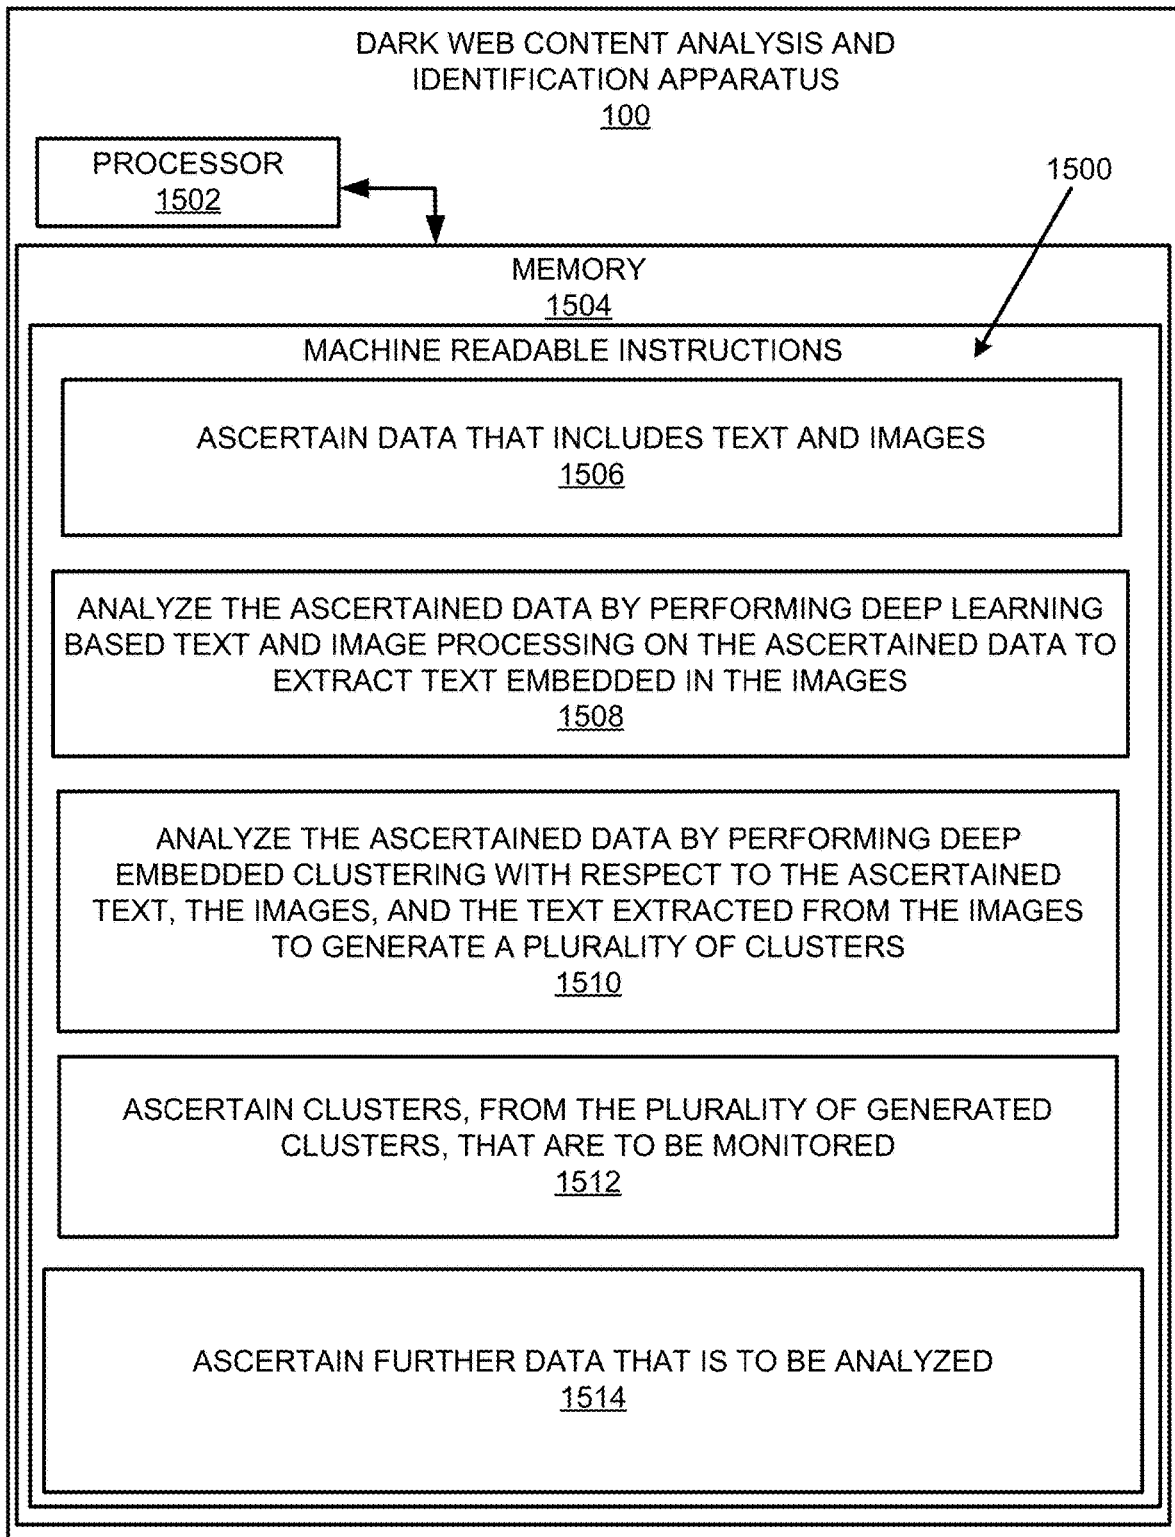 DARK WEB CONTENT ANALYSIS AND
IDENTIFICATION APPARATUS
100
PROCESSOR
1502
1500
MEMORY
1504
MACHINE READABLE INSTRUCTIONS
ASCERTAIN DATA THAT INCLUDES TEXT AND IMAGES
1506
ANALYZE THE ASCERTAINED DATA BY PERFORMING DEEP LEARNING
BASED TEXT AND IMAGE PROCESSING ON THE ASCERTAINED DATA TO
EXTRACT TEXT EMBEDDED IN THE IMAGES
1508
ANALYZE THE ASCERTAINED DATA BY PERFORMING DEEP
EMBEDDED CLUSTERING WITH RESPECT TO THE ASCERTAINED
TEXT, THE IMAGES, AND THE TEXT EXTRACTED FROM THE IMAGES
TO GENERATE A PLURALITY OF CLUSTERS
1510
ASCERTAIN CLUSTERS, FROM THE PLURALITY OF GENERATED
CLUSTERS, THAT ARE TO BE MONITORED
1512
ASCERTAIN FURTHER DATA THAT IS TO BE ANALYZED
1514